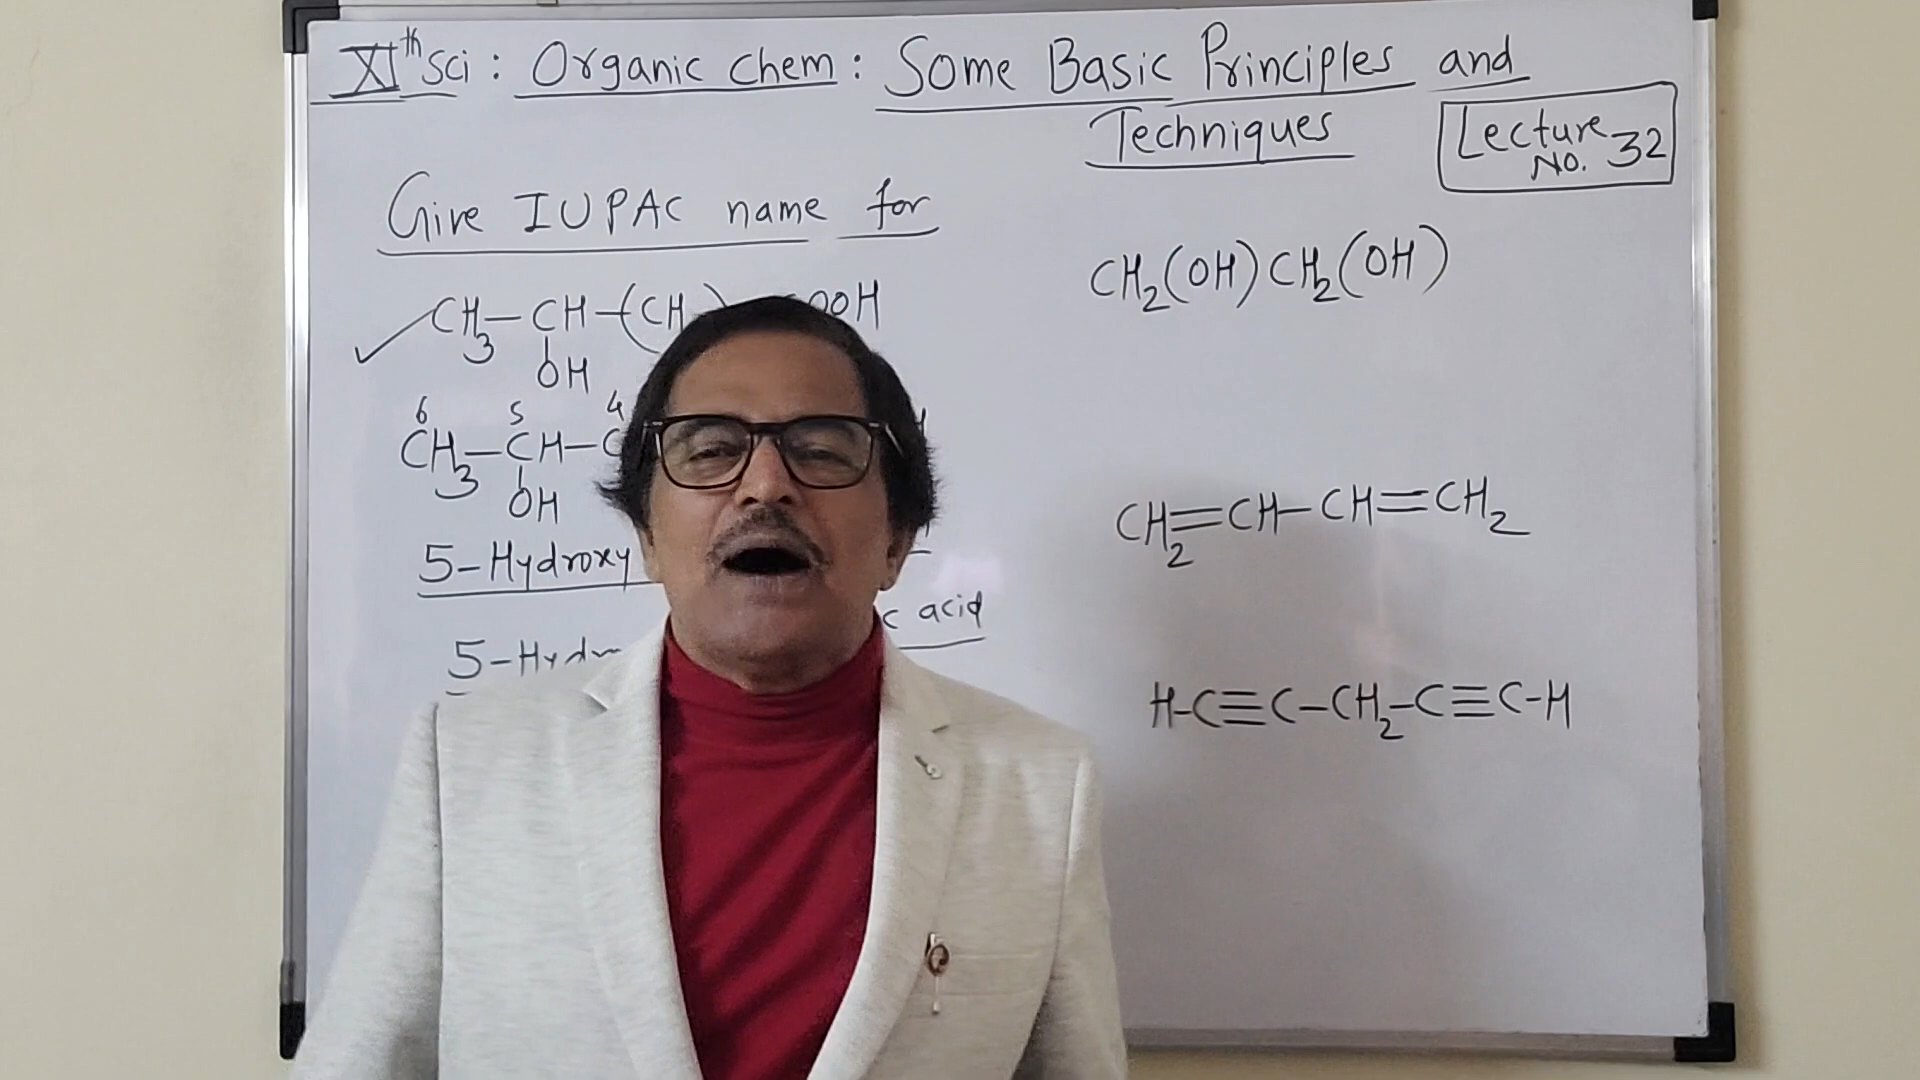 XIth Sci : Organic Chem : Some Basic Principles and
Techniques
Lecture
NO. 32
Give IUPAC name for
CH3-CH-(CH OOH
OH
6 5 4
CH3-CH-C
OH
5-Hydroxy
c acid
5-Hydr
CH2(OH)CH2(OH)
CH2=CH-CH=CH2
H-C≡C-CH2-C≡C-H